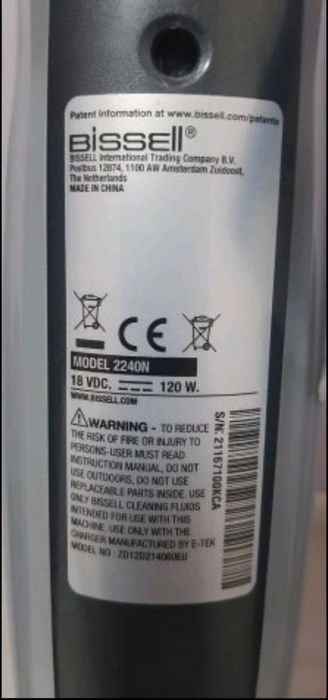 Patent information at www.bissell.com/patents
BISSELL®
BISSELL International Trading Company B.V.
Postbus 12874, 1100 AW Amsterdam Zuidoost,
The Netherlands
MADE IN CHINA
CE
MODEL 2240N
18 VDC. 120 W.
WWW.BISSELL.COM
WARNING - TO REDUCE
THE RISK OF FIRE OR INJURY TO
PERSONS-USER MUST READ
INSTRUCTION MANUAL, DO NOT
USE OUTDOORS, DO NOT USE
REPLACEABLE PARTS INSIDE. USE
ONLY BISSELL CLEANING FLUIDS
INTENDED FOR USE WITH THIS
MACHINE. USE ONLY WITH THE
CHARGER MANUFACTURED BY E-TEK
MODEL NO : ZD12D214060EU
S/N: 21167100KCA